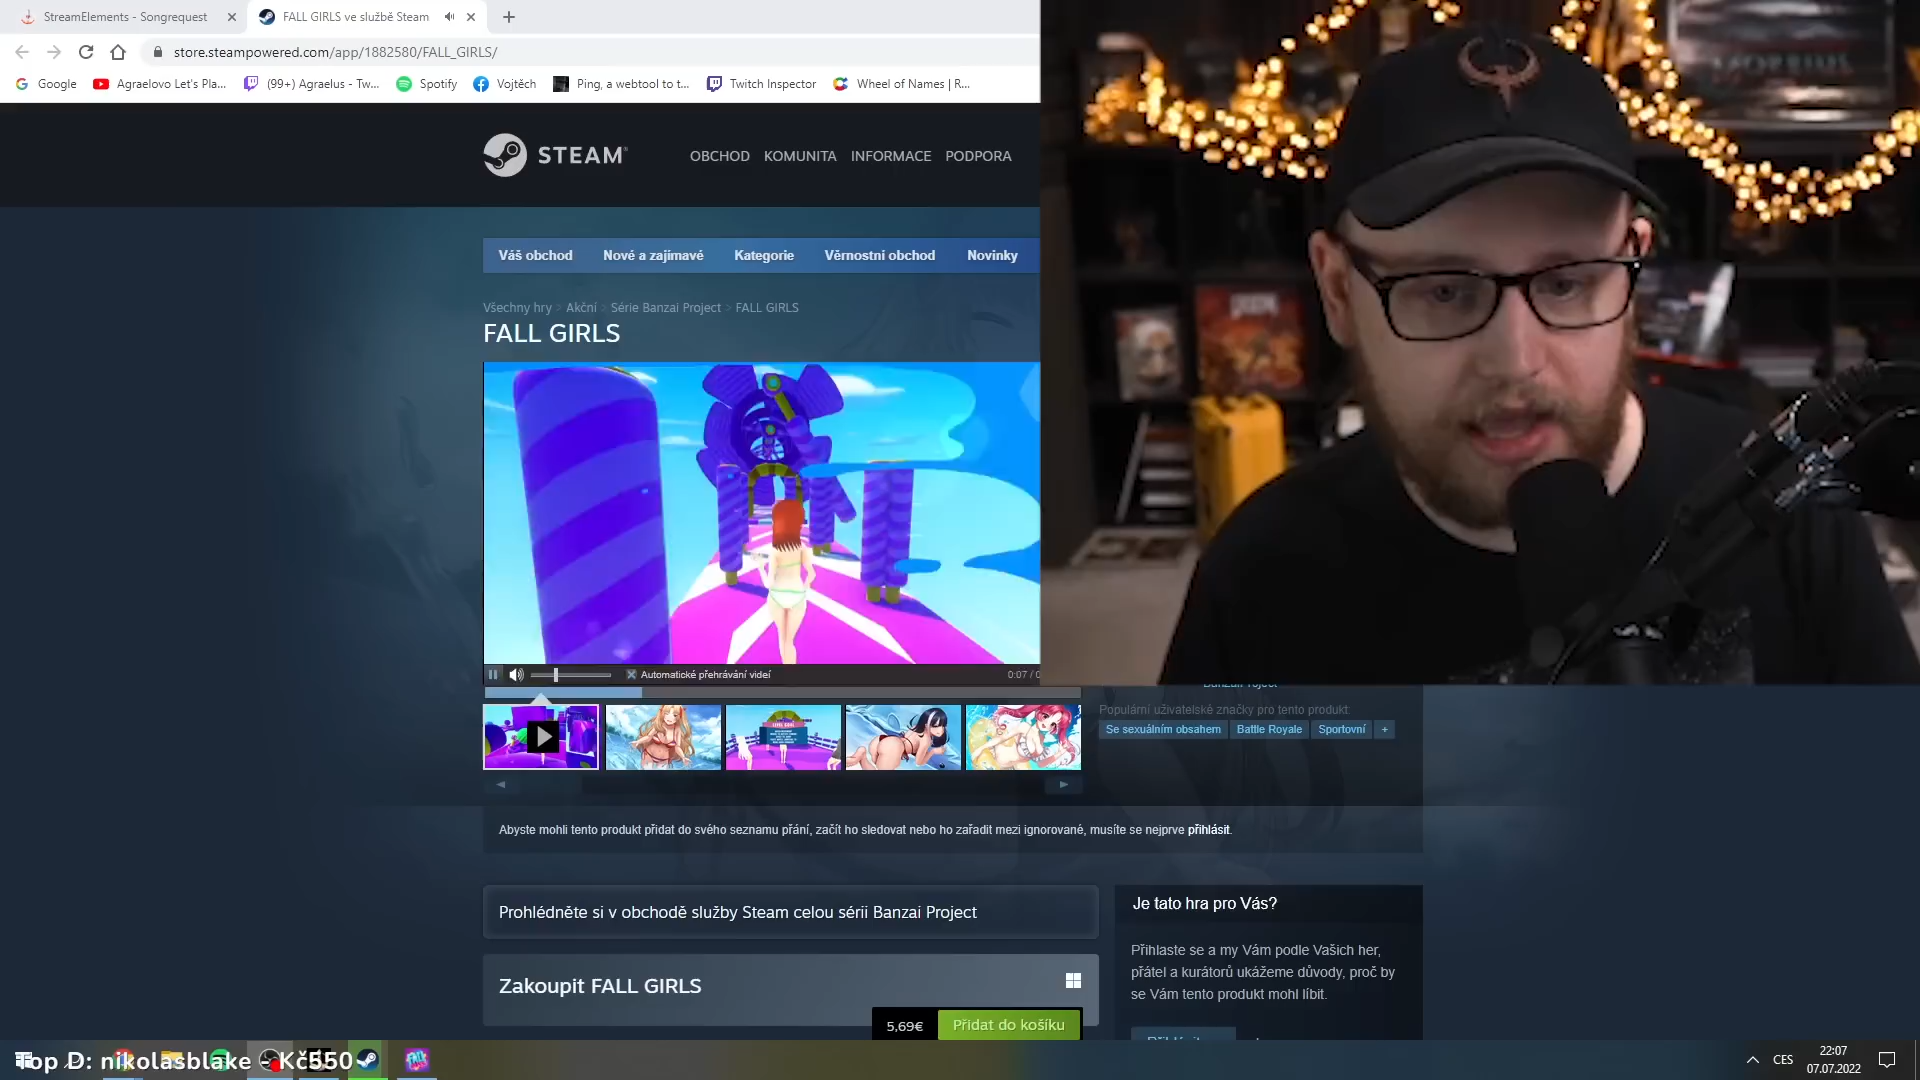 StreamElements - Songrequest
FALL GIRLS ve službě Steam
store.steampowered.com/app/1882580/FALL_GIRLS/
Google
Agraelovo Let's Pla...
(99+) Agraelus - Tw...
Spotify
Vojtěch
Ping, a webtool to t...
Twitch Inspector
Wheel of Names | R...
STEAM
OBCHOD KOMUNITA INFORMACE PODPORA
Váš obchod Nové a zajímavé Kategorie Věrnostní obchod Novinky
Všechny hry > Akční > Série Banzai Project > FALL GIRLS
FALL GIRLS
Automatické přehrávání videí
0:07 /
Populární uživatelské značky pro tento produkt:
Se sexuálním obsahem Battle Royale Sportovní +
Abyste mohli tento produkt přidat do svého seznamu přání, začít ho sledovat nebo ho zařadit mezi ignorované, musíte se nejprve přihlásit.
Prohlédněte si v obchodě služby Steam celou sérii Banzai Project
Je tato hra pro Vás?
Přihlaste se a my Vám podle Vašich her,
přátel a kurátorů ukážeme důvody, proč by
se Vám tento produkt mohl líbit.
Zakoupit FALL GIRLS
5,69€
Přidat do košíku
Top D: nikolasblake - Kč550
CES
22:07
07.07.2022